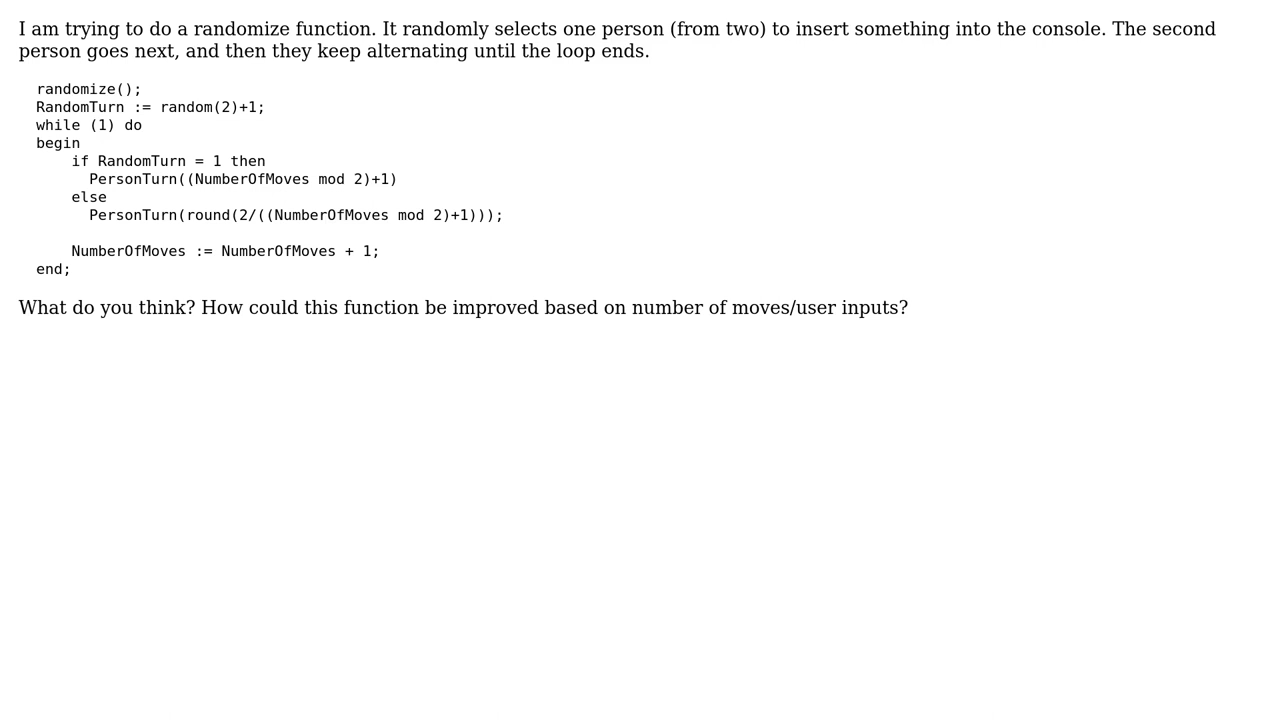 I am trying to do a randomize function. It randomly selects one person (from two) to insert something into the console. The second
person goes next, and then they keep alternating until the loop ends.
randomize();
RandomTurn := random(2)+1;
while (1) do
begin
    if RandomTurn = 1 then
      PersonTurn((NumberOfMoves mod 2)+1)
    else
      PersonTurn(round(2/((NumberOfMoves mod 2)+1)));
    NumberOfMoves := NumberOfMoves + 1;
end;
What do you think? How could this function be improved based on number of moves/user inputs?